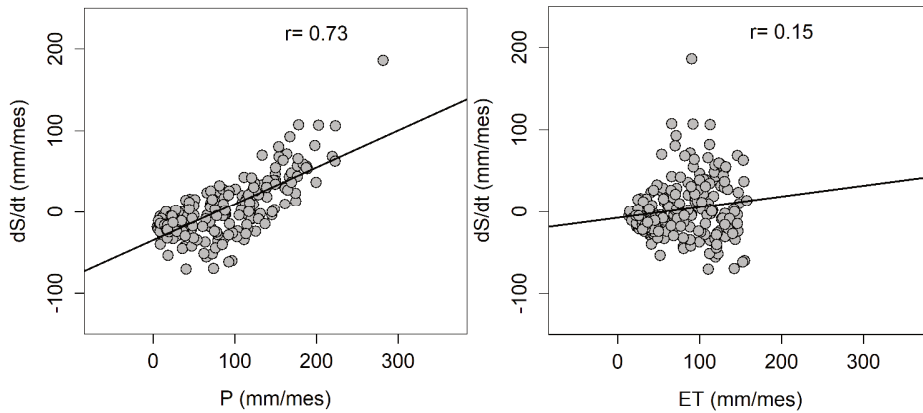 r= 0.73
dS/dt (mm/mes)
200
100
0
-100
0 100 200 300
P (mm/mes)
r= 0.15
dS/dt (mm/mes)
200
100
0
-100
0 100 200 300
ET (mm/mes)